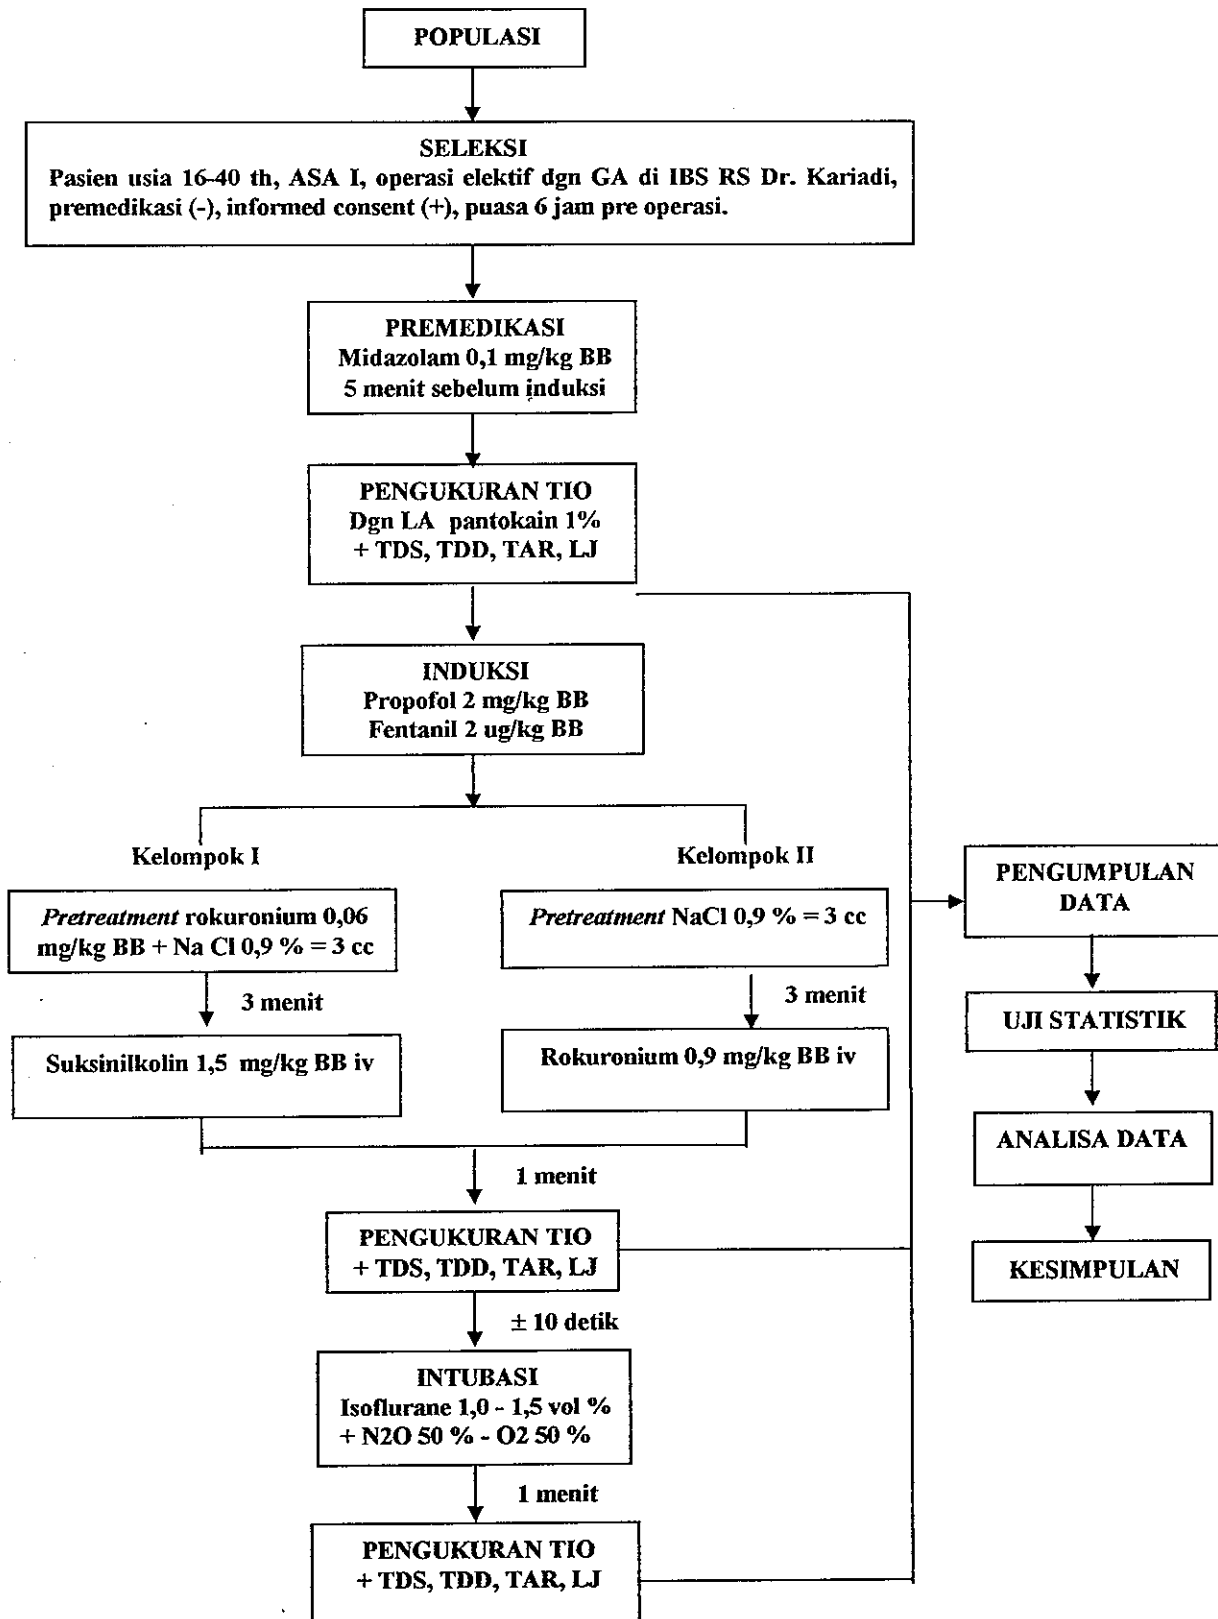 POPULASI
SELEKSI
Pasien usia 16-40 th, ASA I, operasi elektif dgn GA di IBS RS Dr. Kariadi,
premedikasi (-), informed consent (+), puasa 6 jam pre operasi.
PREMEDIKASI
Midazolam 0,1 mg/kg BB
5 menit sebelum induksi
PENGUKURAN TIO
Dgn LA pantokain 1%
+ TDS, TDD, TAR, LJ
INDUKSI
Propofol 2 mg/kg BB
Fentanil 2 ug/kg BB
Kelompok I
Pretreatment rokuronium 0,06
mg/kg BB + Na Cl 0,9 % = 3 cc
3 menit
Suksinilkolin 1,5 mg/kg BB iv
Kelompok II
Pretreatment NaCl 0,9 % = 3 cc
3 menit
Rokuronium 0,9 mg/kg BB iv
1 menit
PENGUKURAN TIO
+ TDS, TDD, TAR, LJ
± 10 detik
INTUBASI
Isoflurane 1,0 - 1,5 vol %
+ N2O 50 % - O2 50 %
1 menit
PENGUKURAN TIO
+ TDS, TDD, TAR, LJ
PENGUMPULAN
DATA
UJI STATISTIK
ANALISA DATA
KESIMPULAN